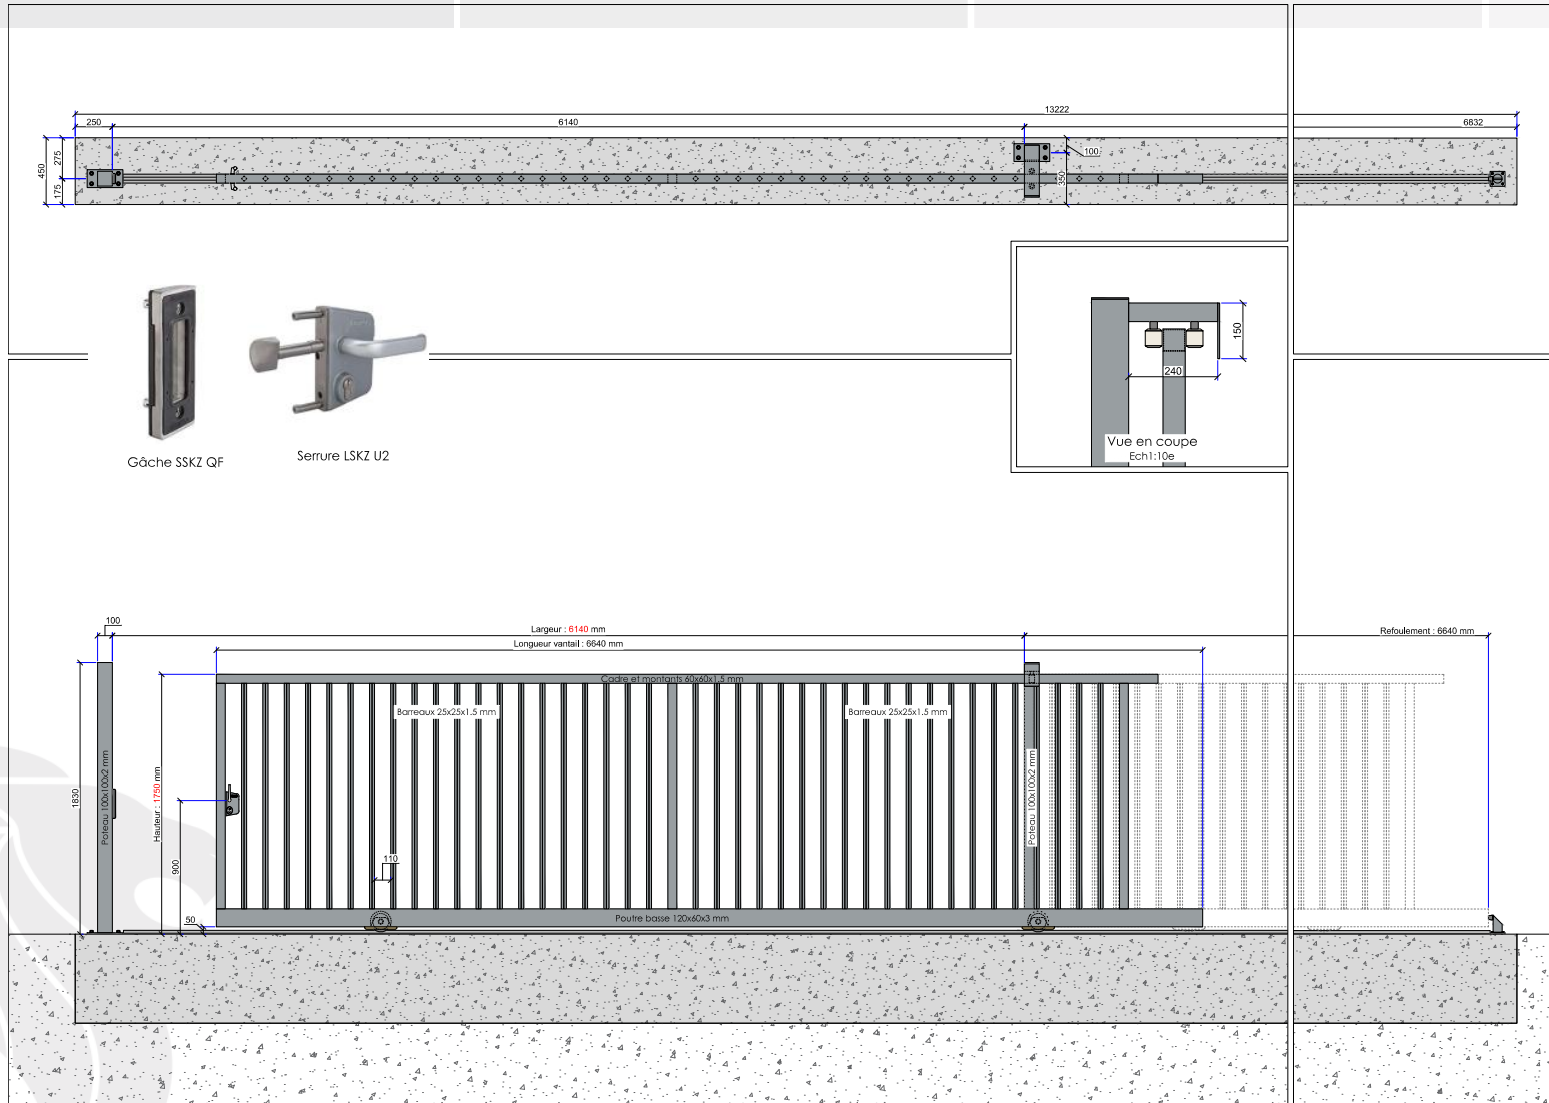 13222
250
6140
6832
450
275
175
100
350
150
240
Vue en coupe
Ech1:10e
Gâche SSKZ QF
Serrure LSKZ U2
100
Largeur : 6140 mm
Refoulement : 6640 mm
Longueur vantail : 6640 mm
Cadre et montants 60x60x1.5 mm
Barreaux 25x25x1.5 mm
Barreaux 25x25x1.5 mm
1830
Poteau 100x100x2 mm
Hauteur : 1750 mm
900
Poteau 100x100x2 mm
110
50
Poutre basse 120x60x3 mm